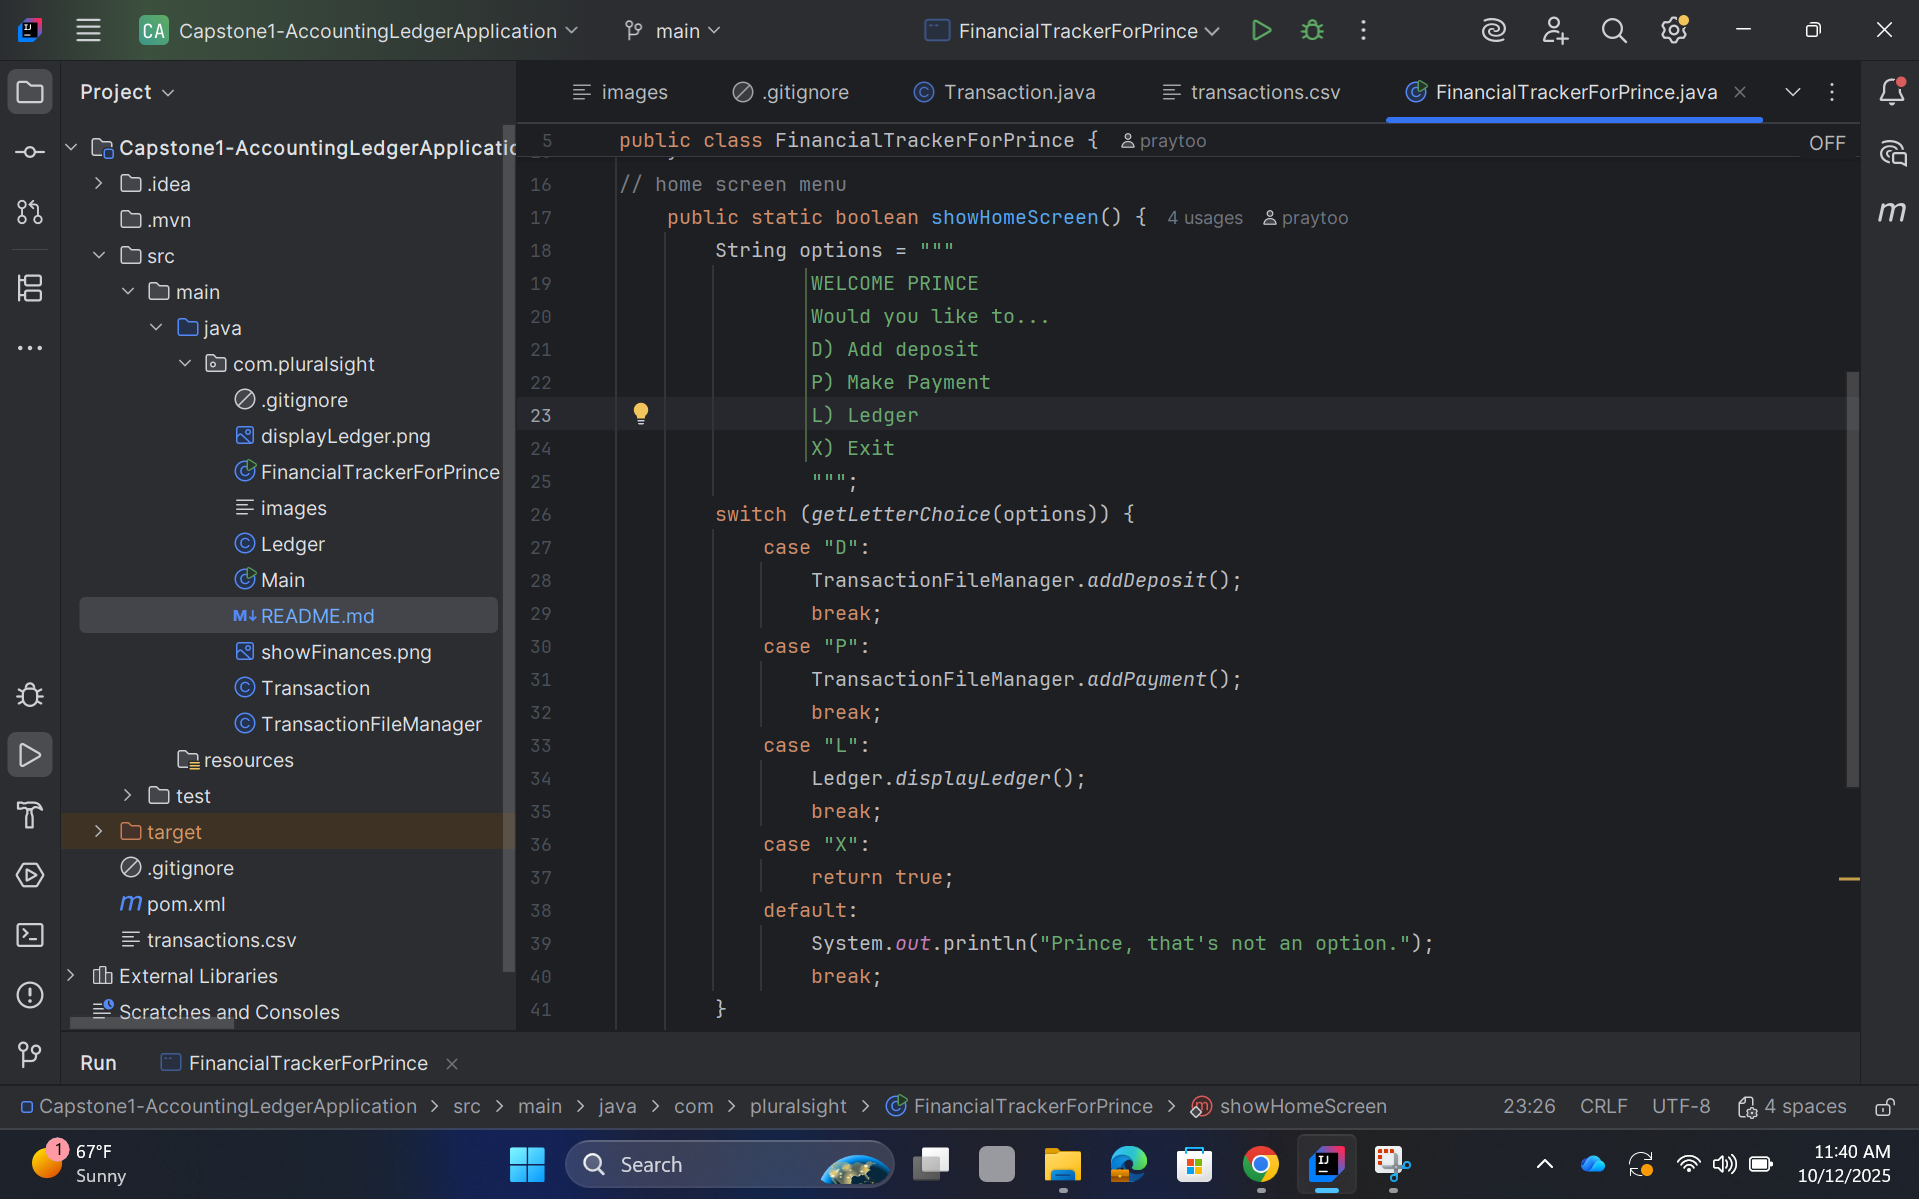 CA Capstone1-AccountingLedgerApplication main FinancialTrackerForPrince
Project
images .gitignore Transaction.java transactions.csv FinancialTrackerForPrince.java
Capstone1-AccountingLedgerApplicatio
.idea
.mvn
src
main
java
com.pluralsight
.gitignore
displayLedger.png
FinancialTrackerForPrince
images
Ledger
Main
M↓ README.md
showFinances.png
Transaction
TransactionFileManager
resources
test
target
.gitignore
m pom.xml
transactions.csv
External Libraries
Scratches and Consoles
5 public class FinancialTrackerForPrince { praytoo OFF
16 // home screen menu
17 public static boolean showHomeScreen() { 4 usages praytoo
18 String options = """
19 WELCOME PRINCE
20 Would you like to...
21 D) Add deposit
22 P) Make Payment
23 L) Ledger
24 X) Exit
25 """;
26 switch (getLetterChoice(options)) {
27 case "D":
28 TransactionFileManager.addDeposit();
29 break;
30 case "P":
31 TransactionFileManager.addPayment();
32 break;
33 case "L":
34 Ledger.displayLedger();
35 break;
36 case "X":
37 return true;
38 default:
39 System.out.println("Prince, that's not an option.");
40 break;
41 }
m
Run FinancialTrackerForPrince
Capstone1-AccountingLedgerApplication > src > main > java > com > pluralsight > FinancialTrackerForPrince > showHomeScreen 23:26 CRLF UTF-8 4 spaces
1 67°F
Sunny
Search
11:40 AM
10/12/2025